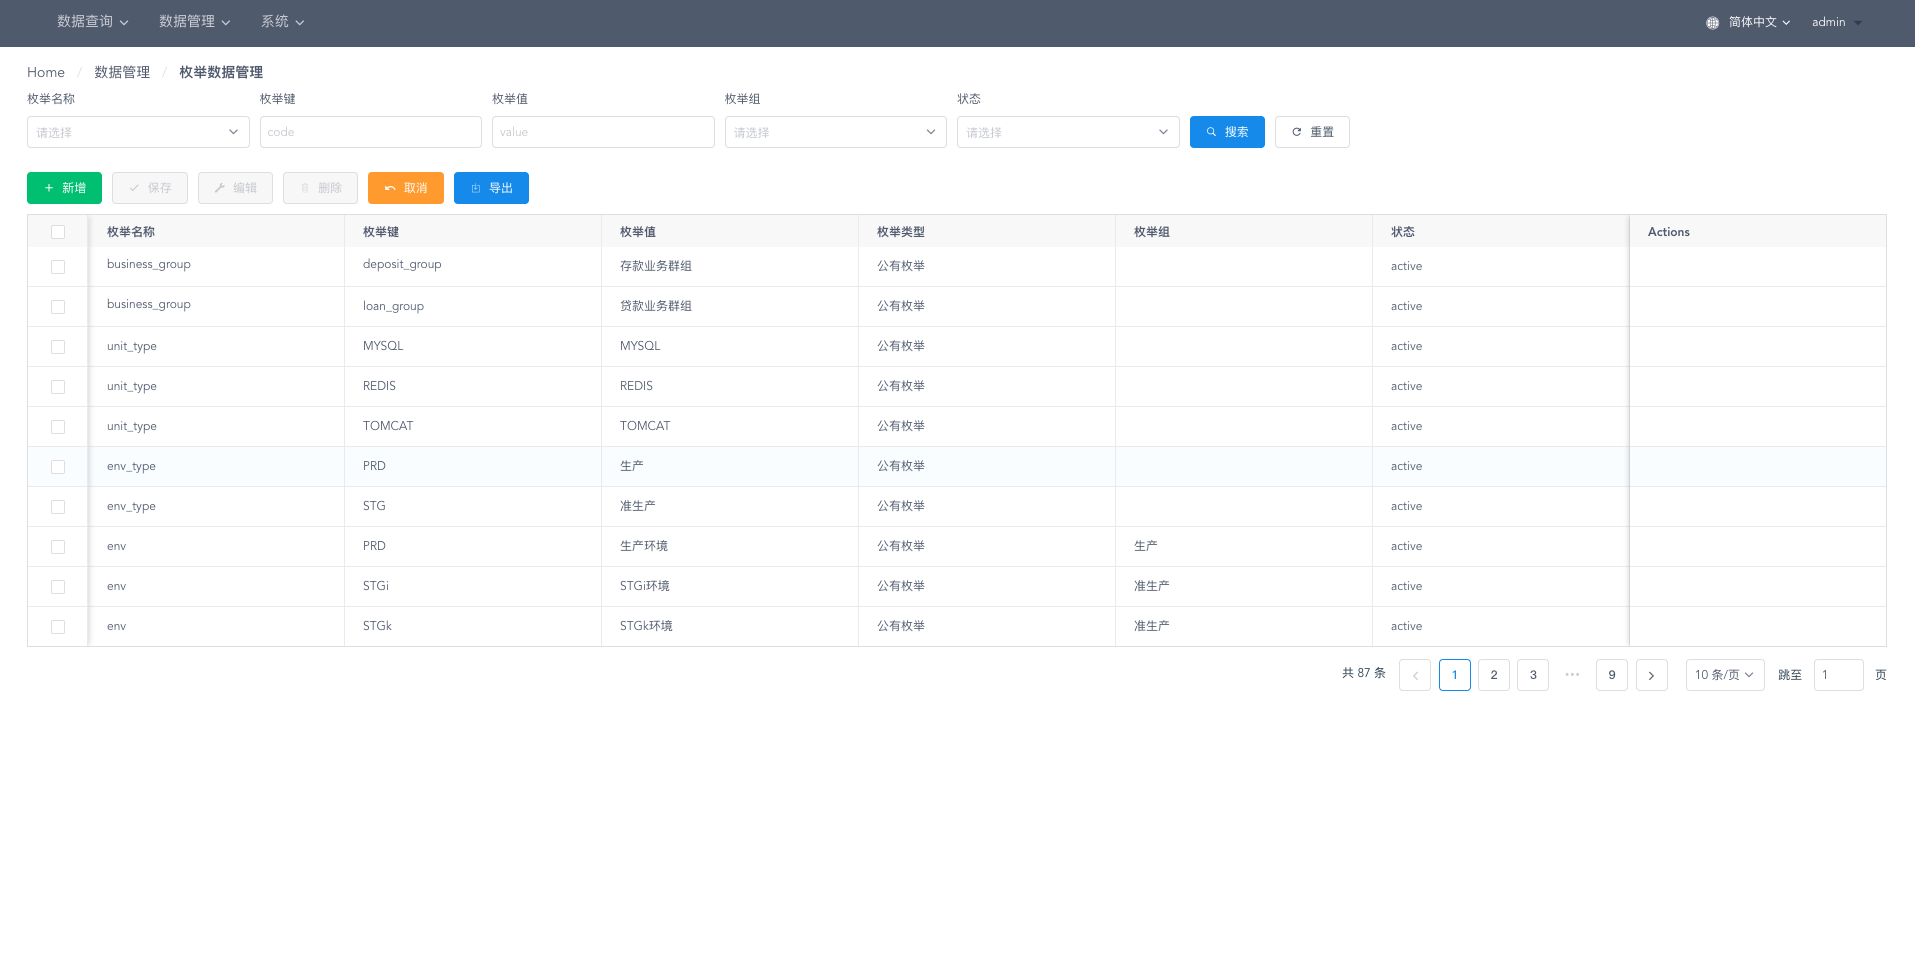 数据查询 数据管理 系统 简体中文 admin
Home / 数据管理 / 枚举数据管理
枚举名称 枚举键 枚举值 枚举组 状态
请选择 code value 请选择 请选择 搜索 重置
新增 保存 编辑 删除 取消 导出
枚举名称 枚举键 枚举值 枚举类型 枚举组 状态 Actions
business_group deposit_group 存款业务群组 公有枚举 active
business_group loan_group 贷款业务群组 公有枚举 active
unit_type MYSQL MYSQL 公有枚举 active
unit_type REDIS REDIS 公有枚举 active
unit_type TOMCAT TOMCAT 公有枚举 active
env_type PRD 生产 公有枚举 active
env_type STG 准生产 公有枚举 active
env PRD 生产环境 公有枚举 生产 active
env STGi STGi环境 公有枚举 准生产 active
env STGk STGk环境 公有枚举 准生产 active
共 87 条 1 2 3 ••• 9 10 条/页 跳至 1 页